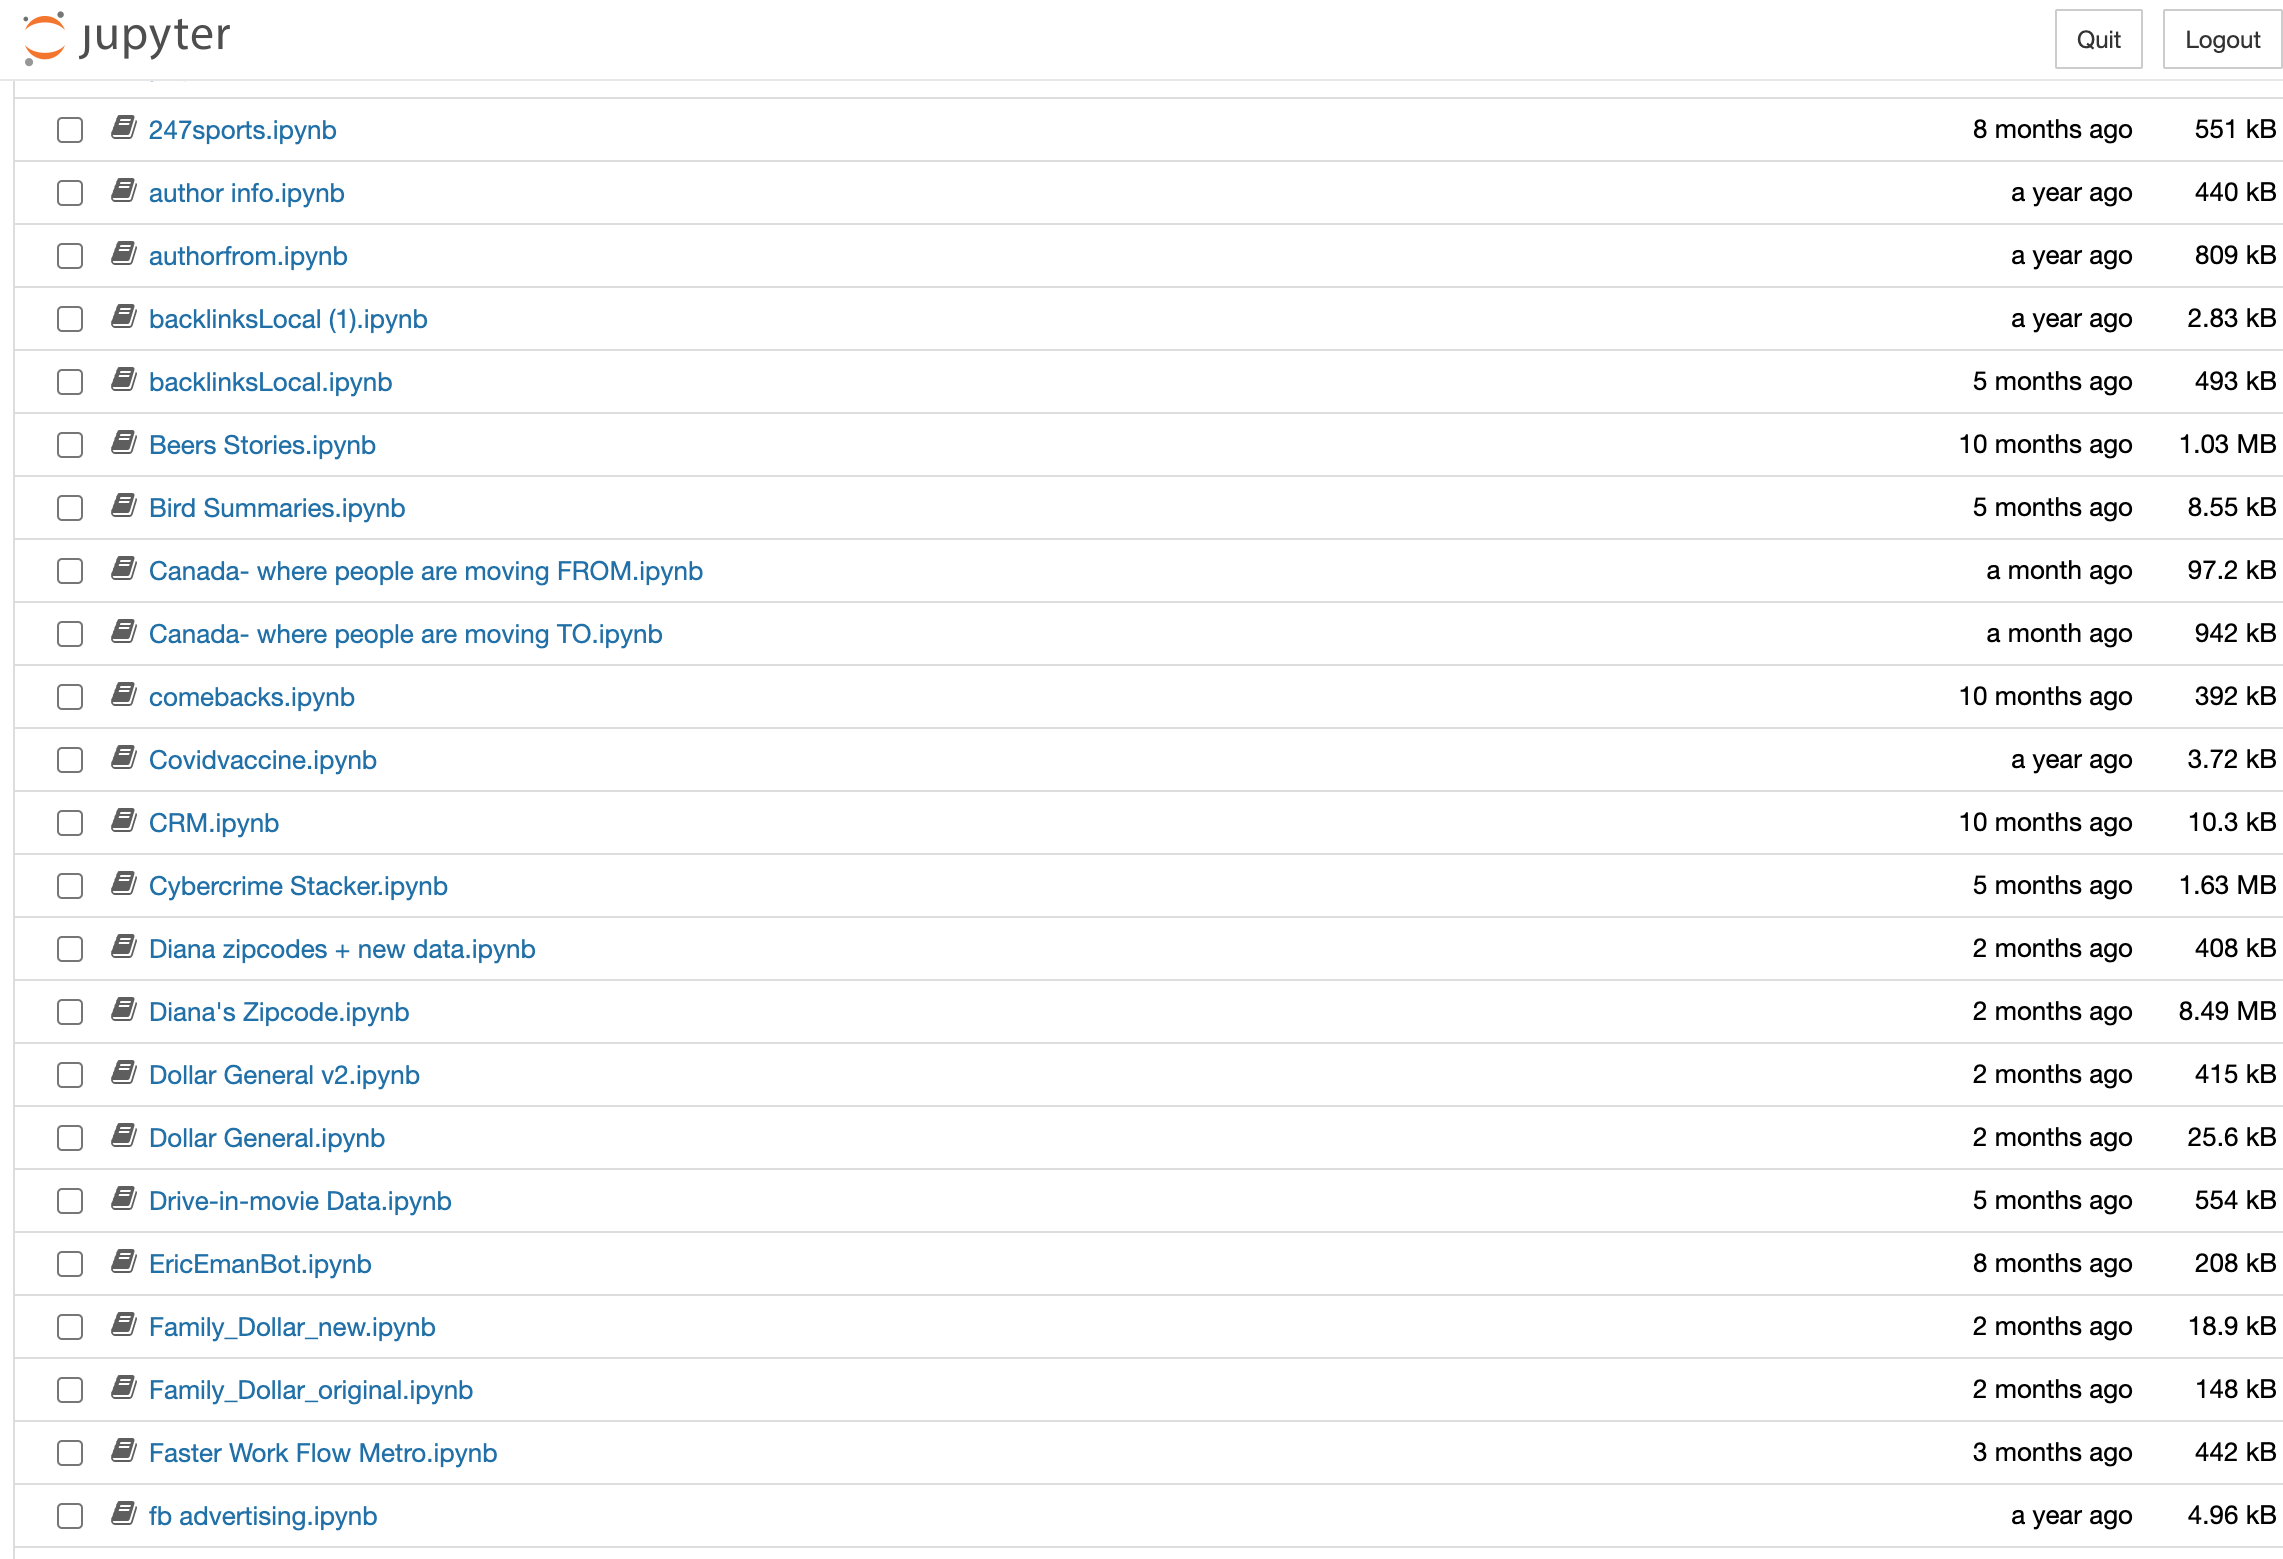 jupyter Quit Logout
247sports.ipynb 8 months ago 551 kB
author info.ipynb a year ago 440 kB
authorfrom.ipynb a year ago 809 kB
backlinksLocal (1).ipynb a year ago 2.83 kB
backlinksLocal.ipynb 5 months ago 493 kB
Beers Stories.ipynb 10 months ago 1.03 MB
Bird Summaries.ipynb 5 months ago 8.55 kB
Canada- where people are moving FROM.ipynb a month ago 97.2 kB
Canada- where people are moving TO.ipynb a month ago 942 kB
comebacks.ipynb 10 months ago 392 kB
Covidvaccine.ipynb a year ago 3.72 kB
CRM.ipynb 10 months ago 10.3 kB
Cybercrime Stacker.ipynb 5 months ago 1.63 MB
Diana zipcodes + new data.ipynb 2 months ago 408 kB
Diana's Zipcode.ipynb 2 months ago 8.49 MB
Dollar General v2.ipynb 2 months ago 415 kB
Dollar General.ipynb 2 months ago 25.6 kB
Drive-in-movie Data.ipynb 5 months ago 554 kB
EricEmanBot.ipynb 8 months ago 208 kB
Family_Dollar_new.ipynb 2 months ago 18.9 kB
Family_Dollar_original.ipynb 2 months ago 148 kB
Faster Work Flow Metro.ipynb 3 months ago 442 kB
fb advertising.ipynb a year ago 4.96 kB